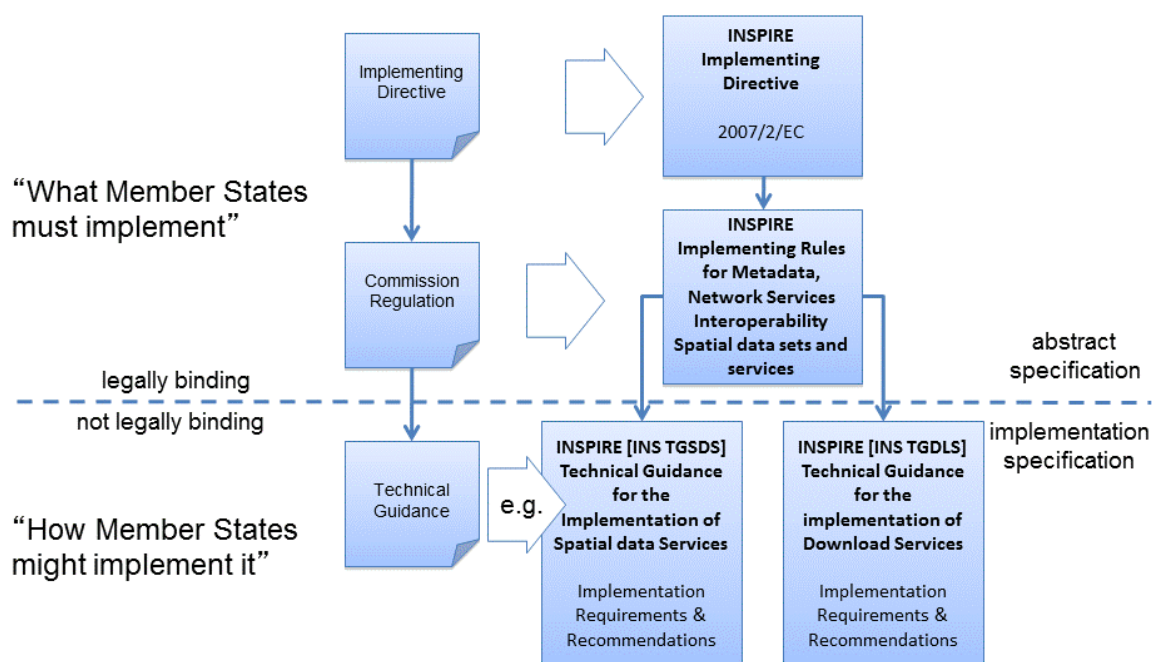 Implementing
Directive
INSPIRE
Implementing
Directive
2007/2/EC
“What Member States
must implement”
Commission
Regulation
INSPIRE
Implementing Rules
for Metadata,
Network Services
Interoperability
Spatial data sets and
services
abstract
specification
legally binding
not legally binding
implementation
specification
Technical
Guidance
e.g.
“How Member States
might implement it”
INSPIRE [INS TGSDS]
Technical Guidance
for the
Implementation of
Spatial data Services
Implementation
Requirements &
Recommendations
INSPIRE [INS TGDLS]
Technical Guidance
for the
implementation of
Download Services
Implementation
Requirements &
Recommendations